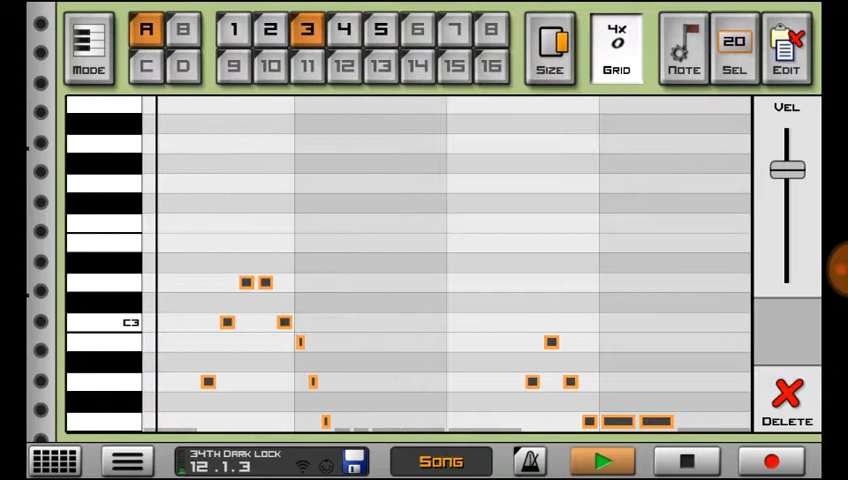 A B 1 2 3 4 5 6 7 8
4x
0
20
MODE
SIZE GRID NOTE SEL EDIT
C D 9 10 11 12 13 14 15 16
VEL
C3
DELETE
34TH DARK LOCK
12 .1.3
SONG